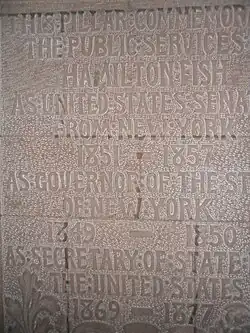 THIS PILLAR COMMEMOR
THE PUBLIC SERVICES
HAMILTON FISH
AS UNITED STATES SENA
FROM NEW YORK
1851 — 1857
AS GOVERNOR OF THE S
OF NEW YORK
1849 — 1850
AS SECRETARY OF STATE
THE UNITED STATES
1869 — 1877